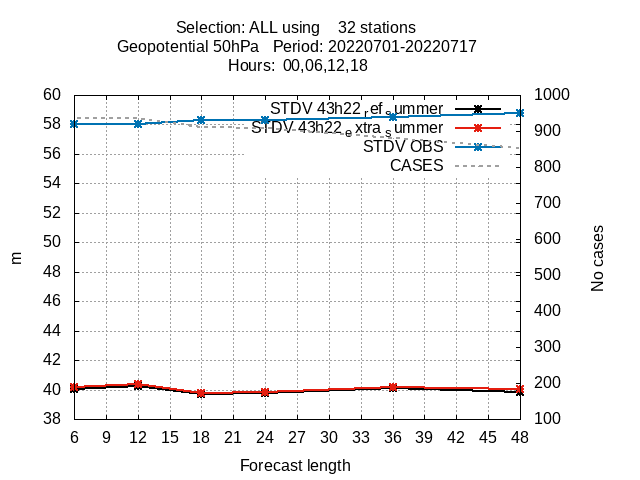 Selection: ALL using 32 stations
Geopotential 50hPa Period: 20220701-20220717
Hours: 00,06,12,18
60 1000
STDV 43h22_ref_summer
58 900
STDV 43h22_extra_summer
STDV OBS
56 800
CASES
54
52 700
50 600
m No cases
48 500
46
44 400
42 300
40 200
38 100
6 9 12 15 18 21 24 27 30 33 36 39 42 45 48
Forecast length